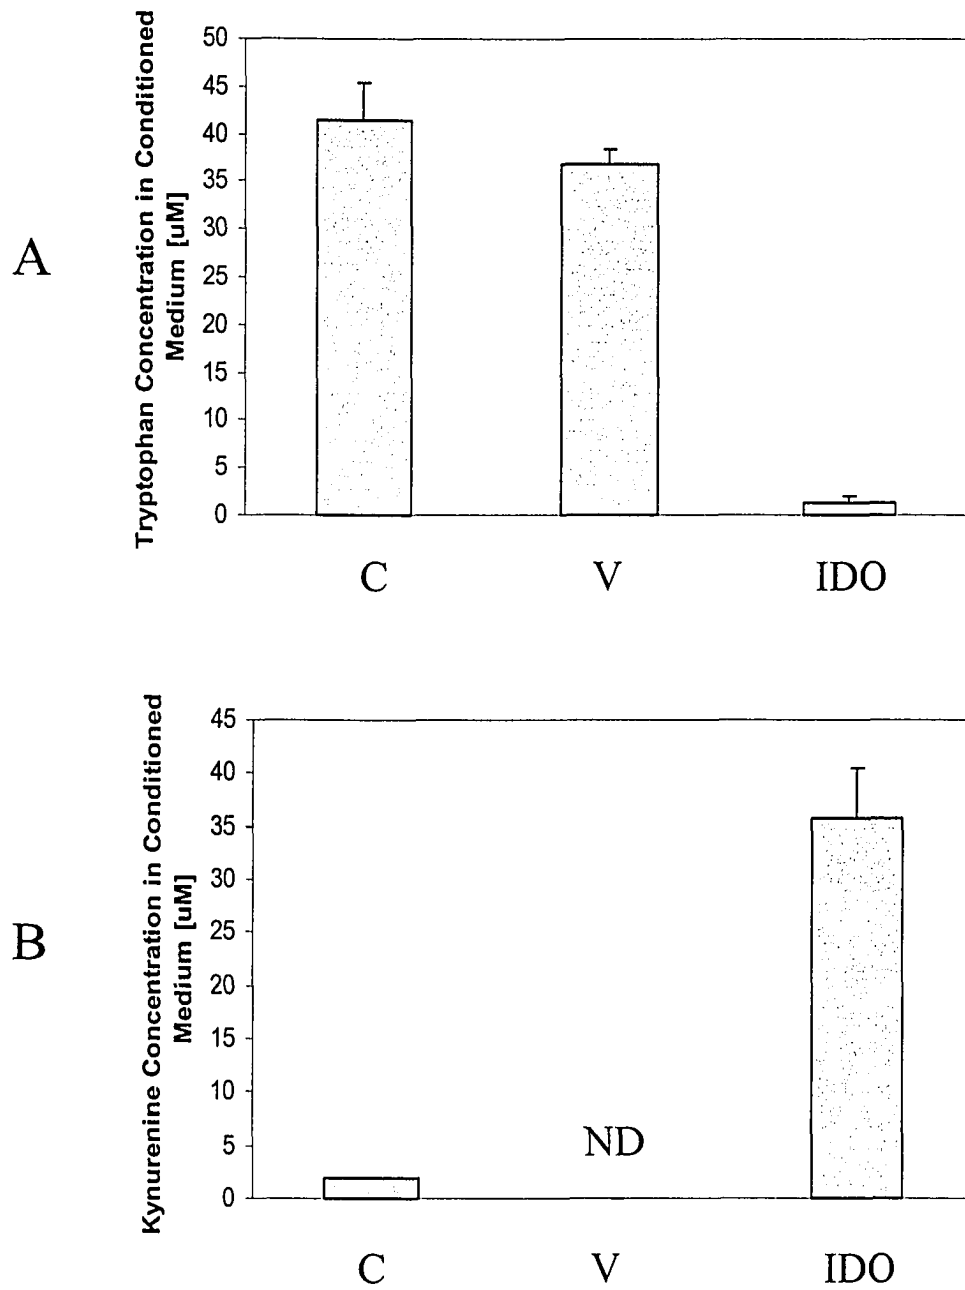 A
Tryptophan Concentration in Conditioned
Medium [uM]
50
45
40
35
30
25
20
15
10
5
0
C V IDO
B
Kynurenine Concentration in Conditioned
Medium [uM]
45
40
35
30
25
20
15
10
5
0
ND
C V IDO